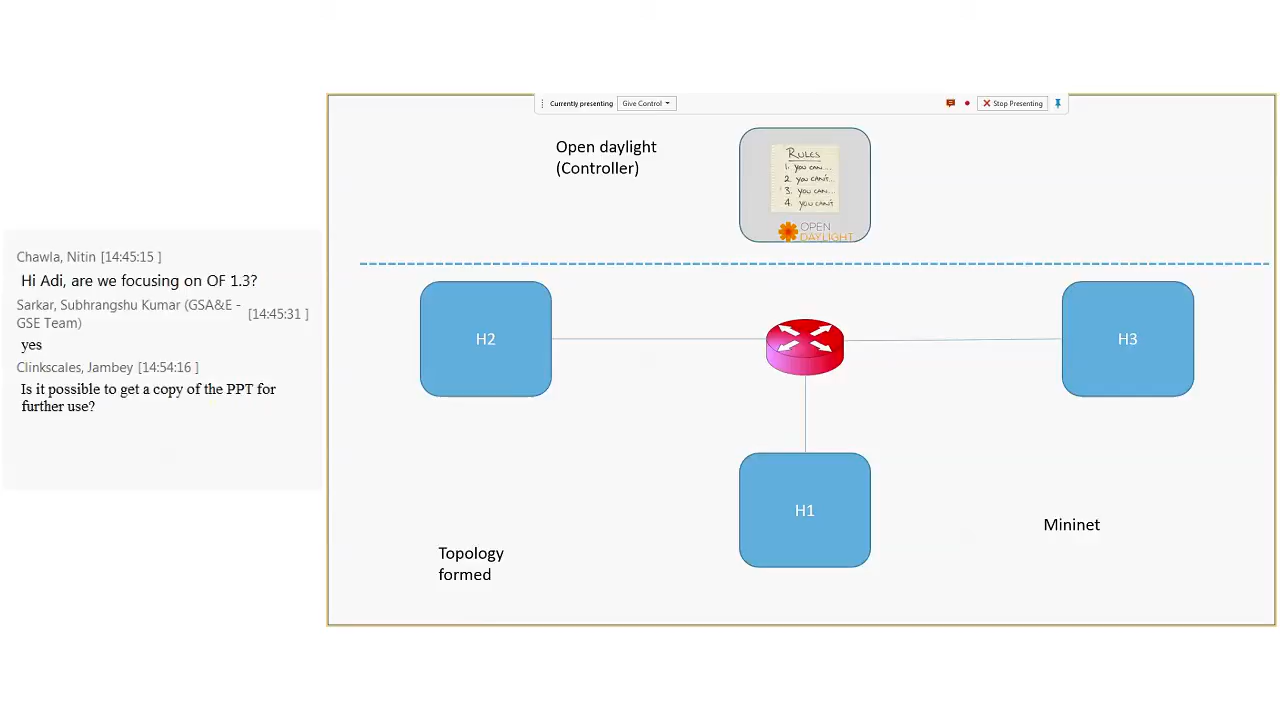 Currently presenting
Give Control
Stop Presenting
Open daylight
(Controller)
RULES
1. YOU CAN...
2. YOU CAN'T...
3. YOU CAN...
4. YOU CAN'T
OPEN
DAYLIGHT
Chawla, Nitin [14:45:15 ]
Hi Adi, are we focusing on OF 1.3?
Sarkar, Subhrangshu Kumar (GSA&E -
GSE Team) [14:45:31 ]
yes
Clinkscales, Jambey [14:54:16 ]
Is it possible to get a copy of the PPT for
further use?
H2
H3
H1
Mininet
Topology
formed